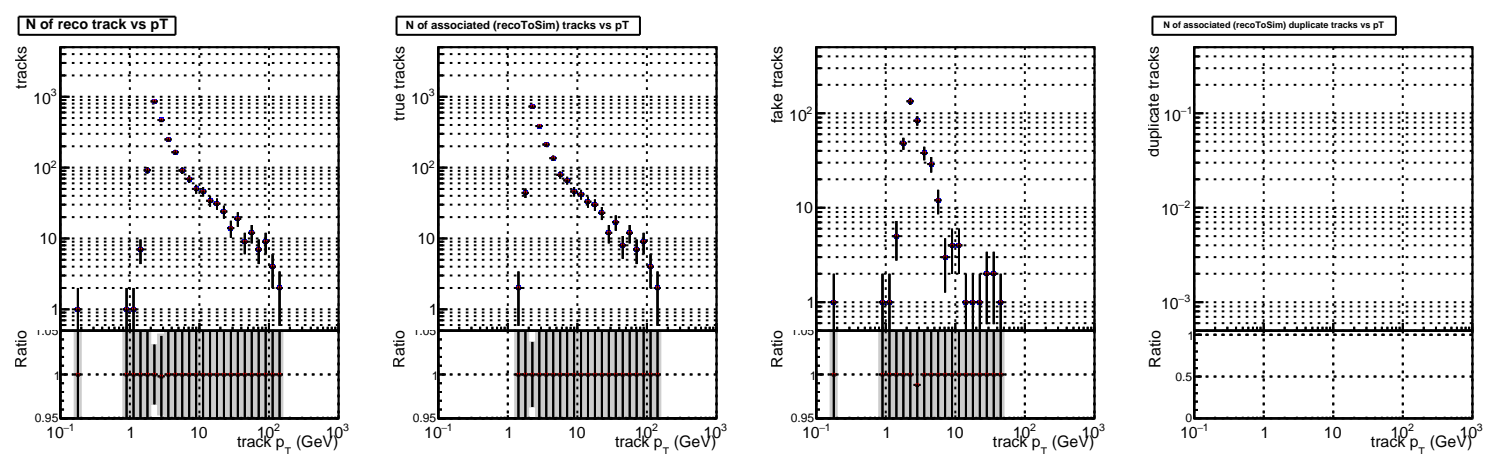 N of reco track vs pT
tracks
10³
10²
10
1
Ratio
1.05
1
0.95
10⁻¹ 1 10 10² 10³
track p_T (GeV)
N of associated (recoToSim) tracks vs pT
true tracks
10³
10²
10
1
Ratio
1.05
1
0.95
10⁻¹ 1 10 10² 10³
track p_T (GeV)
fake tracks
10²
10
1
Ratio
1.05
1
0.95
10⁻¹ 1 10 10² 10³
track p_T (GeV)
N of associated (recoToSim) duplicate tracks vs pT
duplicate tracks
10⁻¹
10⁻²
10⁻³
Ratio
1
0.5
0
10⁻¹ 1 10 10² 10³
track p_T (GeV)